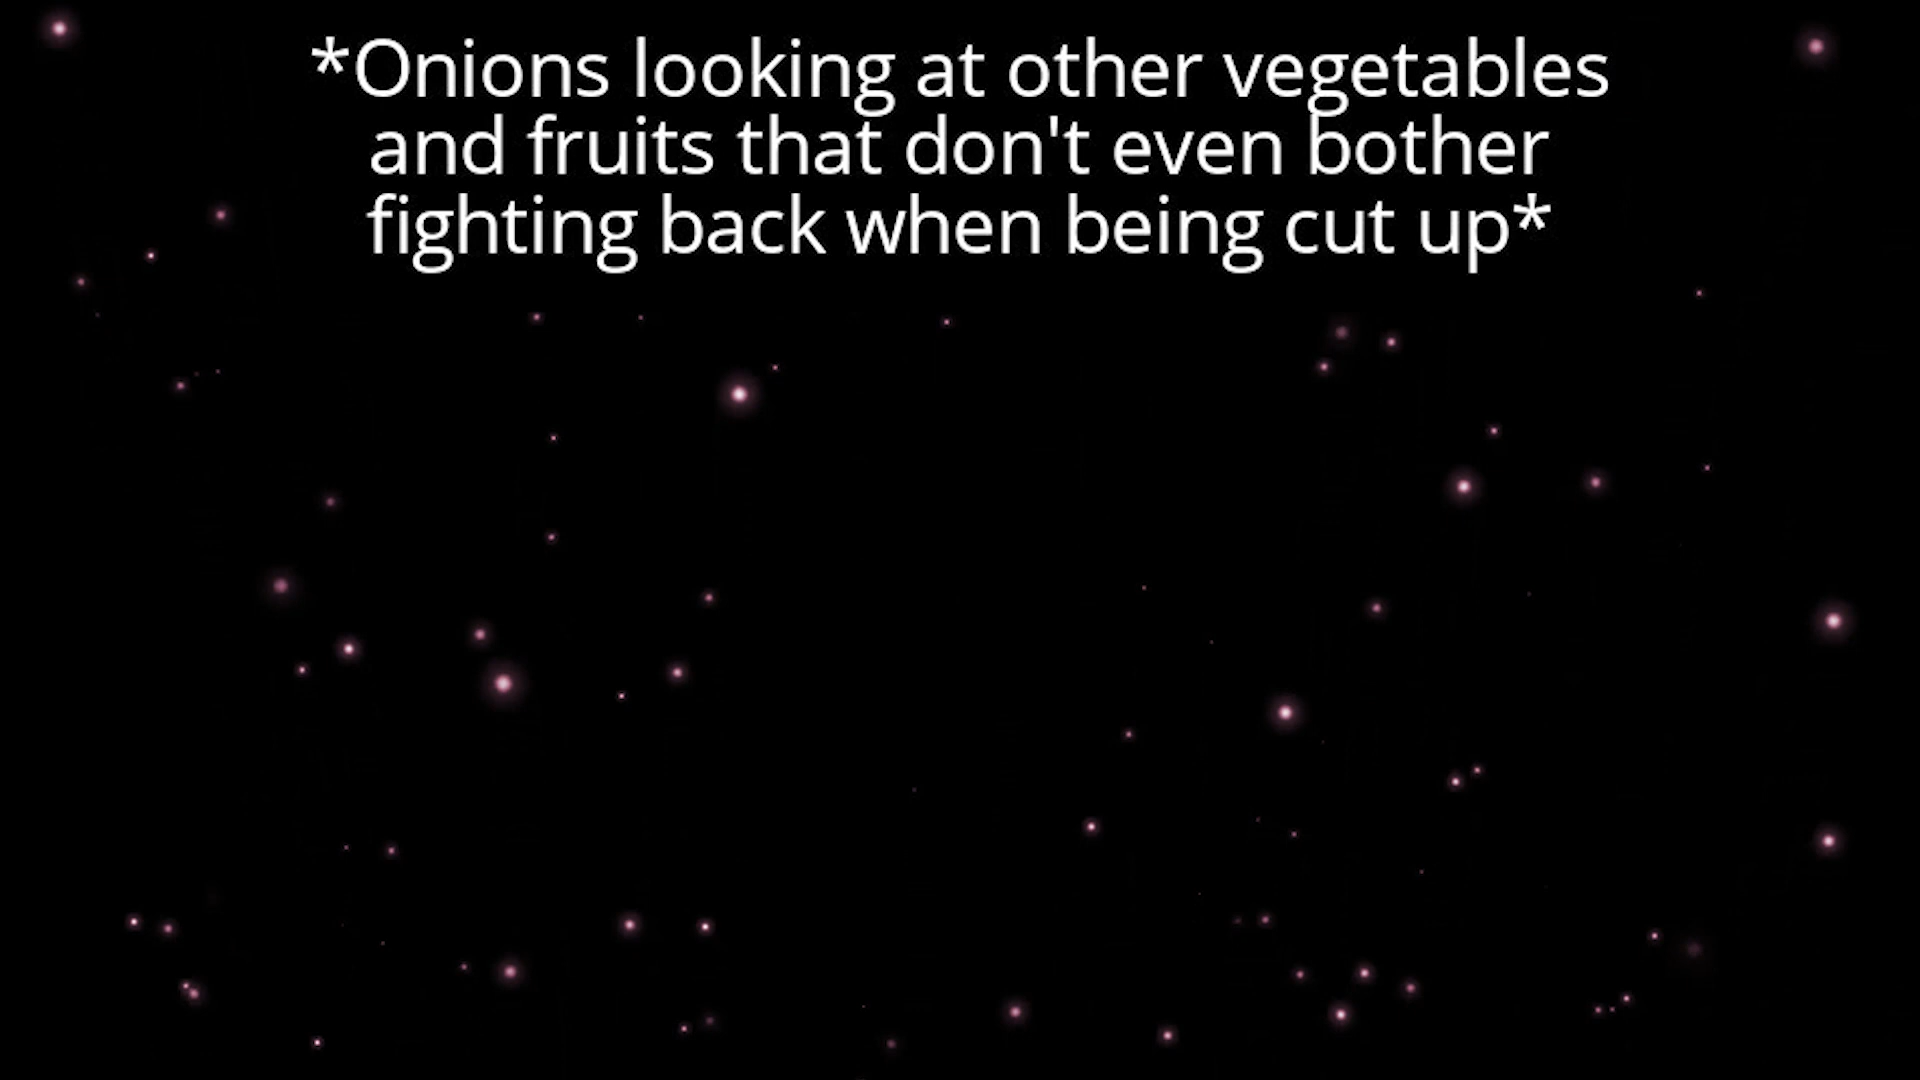 *Onions looking at other vegetables
and fruits that don't even bother
fighting back when being cut up*